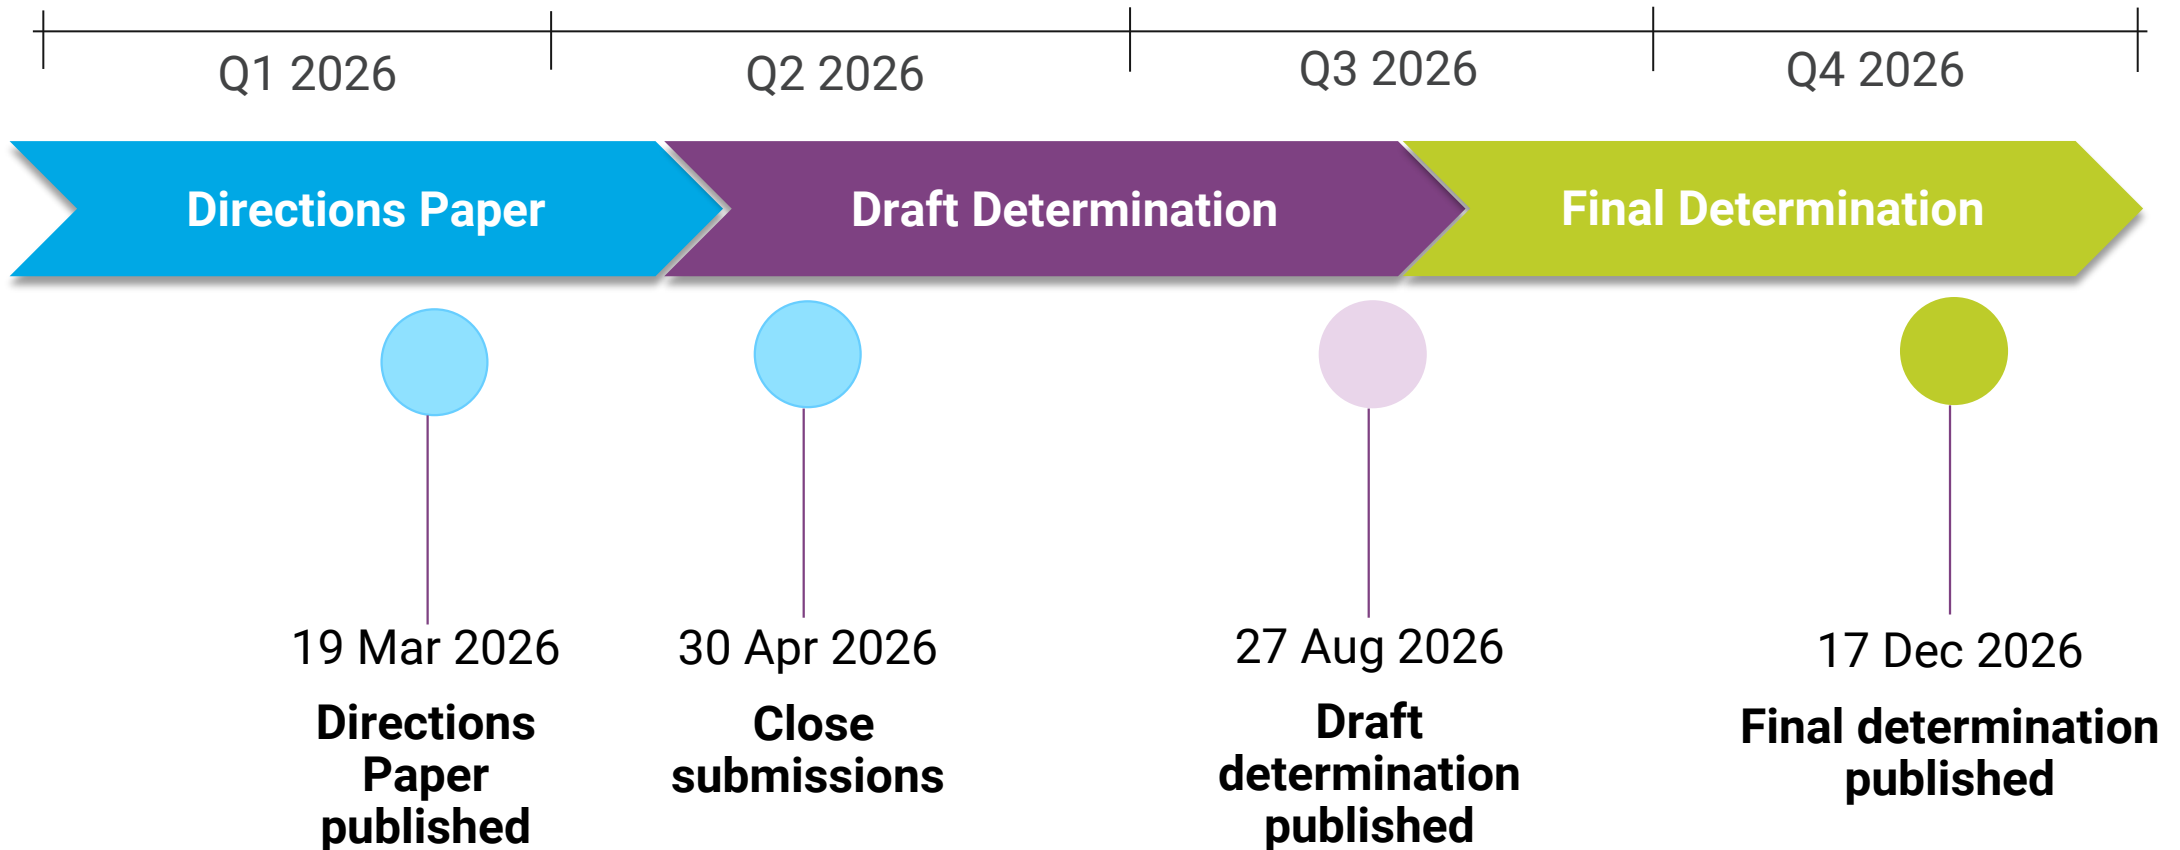 Q1 2026
Q2 2026
Q3 2026
Q4 2026
Directions Paper
Draft Determination
Final Determination
19 Mar 2026
Directions
Paper
published
30 Apr 2026
Close
submissions
27 Aug 2026
Draft
determination
published
17 Dec 2026
Final determination
published